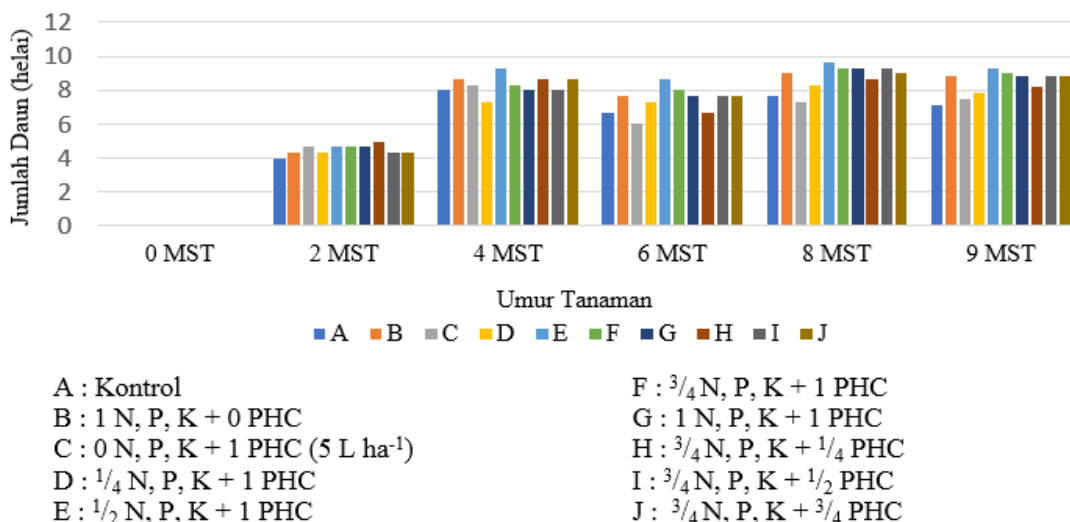 Jumlah Daun (helai)
12
10
8
6
4
2
0
0 MST 2 MST 4 MST 6 MST 8 MST 9 MST
Umur Tanaman
A B C D E F G H I J
A : Kontrol
B : 1 N, P, K + 0 PHC
C : 0 N, P, K + 1 PHC (5 L ha⁻¹)
D : ¹/₄ N, P, K + 1 PHC
E : ¹/₂ N, P, K + 1 PHC
F : ³/₄ N, P, K + 1 PHC
G : 1 N, P, K + 1 PHC
H : ³/₄ N, P, K + ¹/₄ PHC
I : ³/₄ N, P, K + ¹/₂ PHC
J : ³/₄ N, P, K + ³/₄ PHC